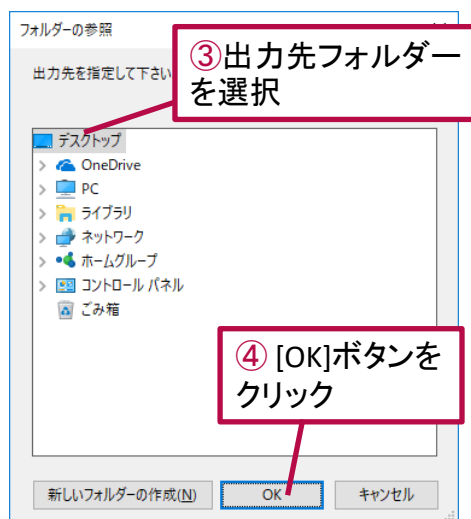 フォルダーの参照
③出力先フォルダー
を選択
出力先を指定して下さい
デスクトップ
OneDrive
PC
ライブラリ
ネットワーク
ホームグループ
コントロール パネル
ごみ箱
④ [OK]ボタンを
クリック
新しいフォルダーの作成(N)
OK
キャンセル